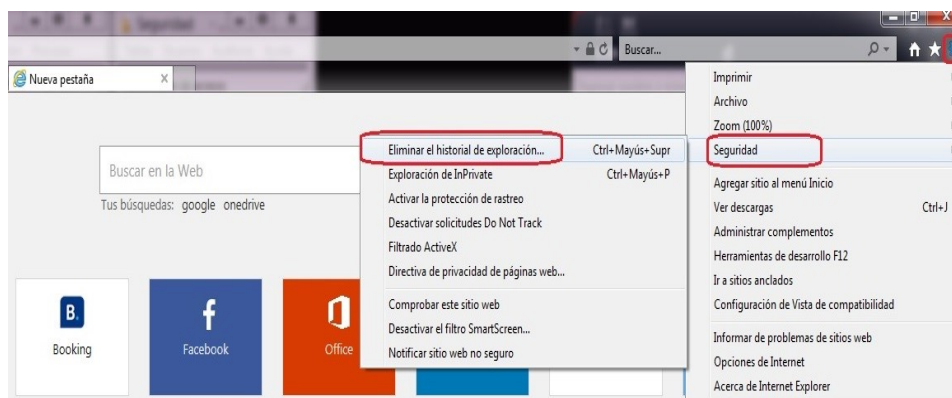 Seguridad
Buscar...
Nueva pestaña
Buscar en la Web
Tus búsquedas: google onedrive
Booking
Facebook
Office
Eliminar el historial de exploración... Ctrl+Mayús+Supr
Exploración de InPrivate Ctrl+Mayús+P
Activar la protección de rastreo
Desactivar solicitudes Do Not Track
Filtrado ActiveX
Directiva de privacidad de páginas web...
Comprobar este sitio web
Desactivar el filtro SmartScreen...
Notificar sitio web no seguro
Imprimir
Archivo
Zoom (100%)
Seguridad
Agregar sitio al menú Inicio
Ver descargas Ctrl+J
Administrar complementos
Herramientas de desarrollo F12
Ir a sitios anclados
Configuración de Vista de compatibilidad
Informar de problemas de sitios web
Opciones de Internet
Acerca de Internet Explorer